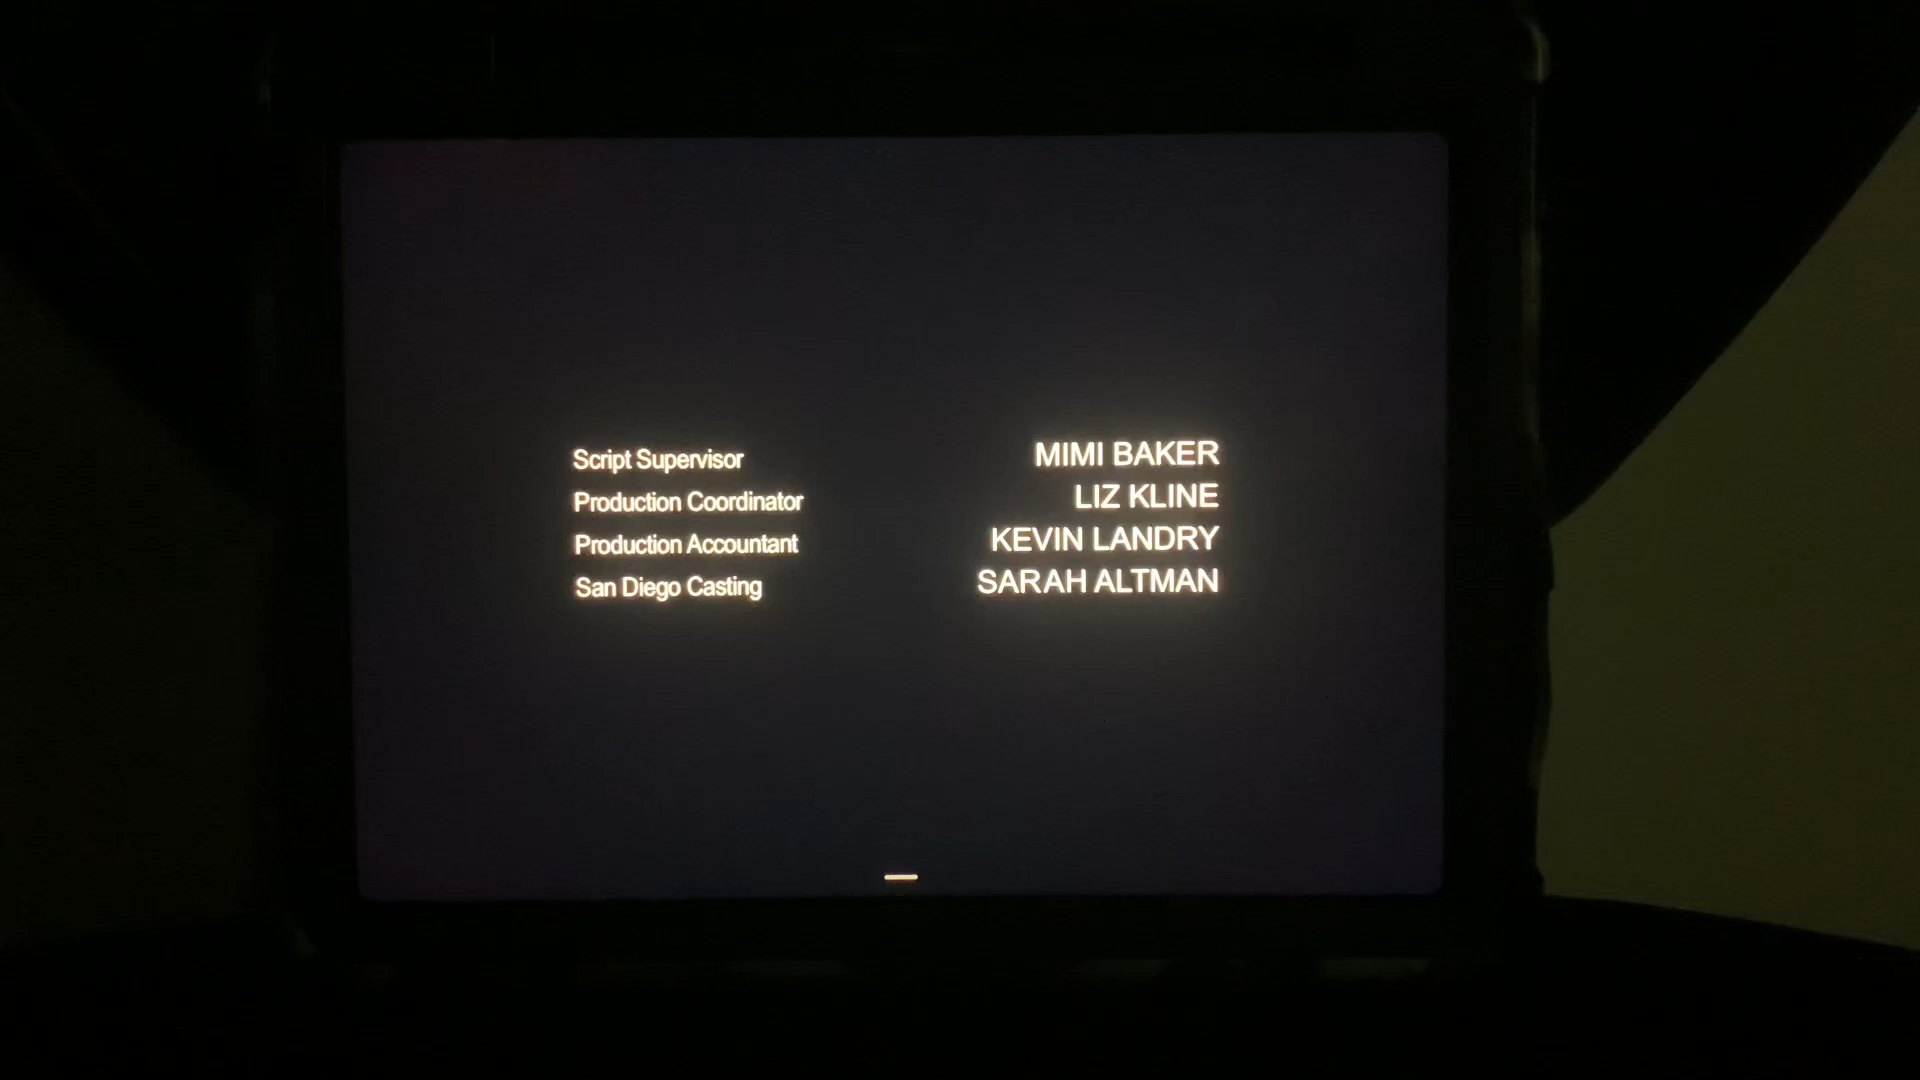 Script Supervisor MIMI BAKER
Production Coordinator LIZ KLINE
Production Accountant KEVIN LANDRY
San Diego Casting SARAH ALTMAN